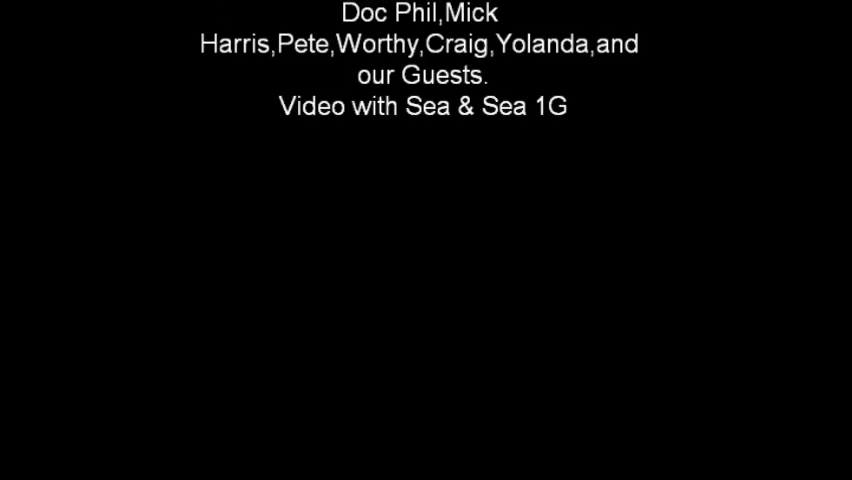 Doc Phil,Mick
Harris,Pete,Worthy,Craig,Yolanda,and
our Guests.
Video with Sea & Sea 1G